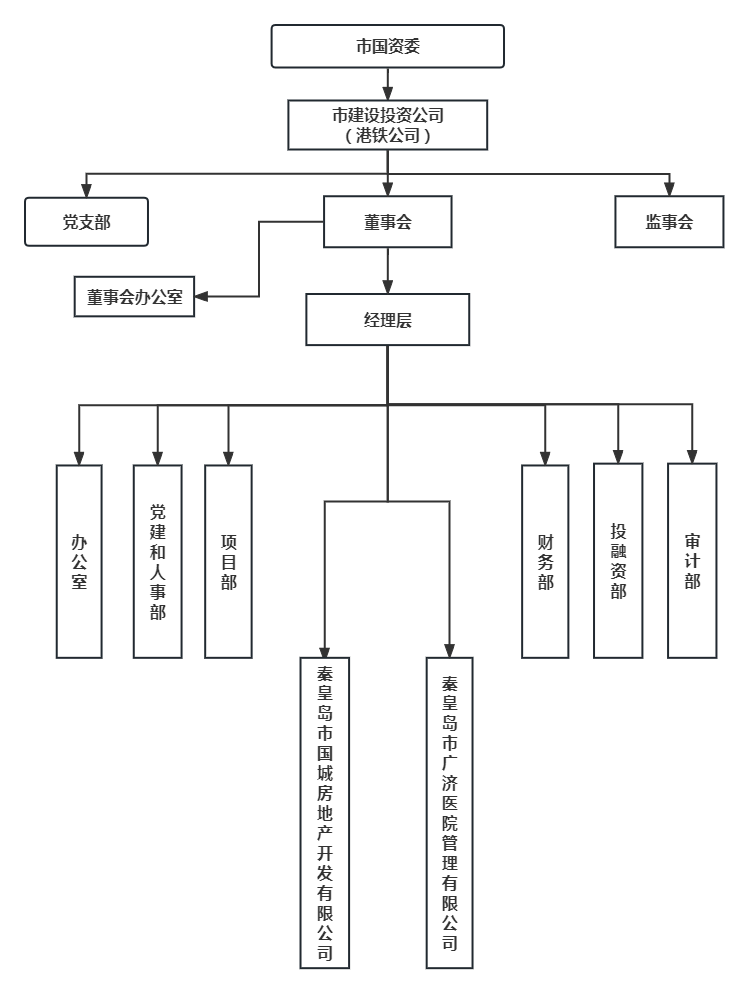 市国资委
市建设投资公司
（港铁公司）
党支部
董事会
监事会
董事会办公室
经理层
办公室
党建和人事部
项目部
财务部
投融资部
审计部
秦皇岛市国城房地产开发有限公司
秦皇岛市广济医院管理有限公司